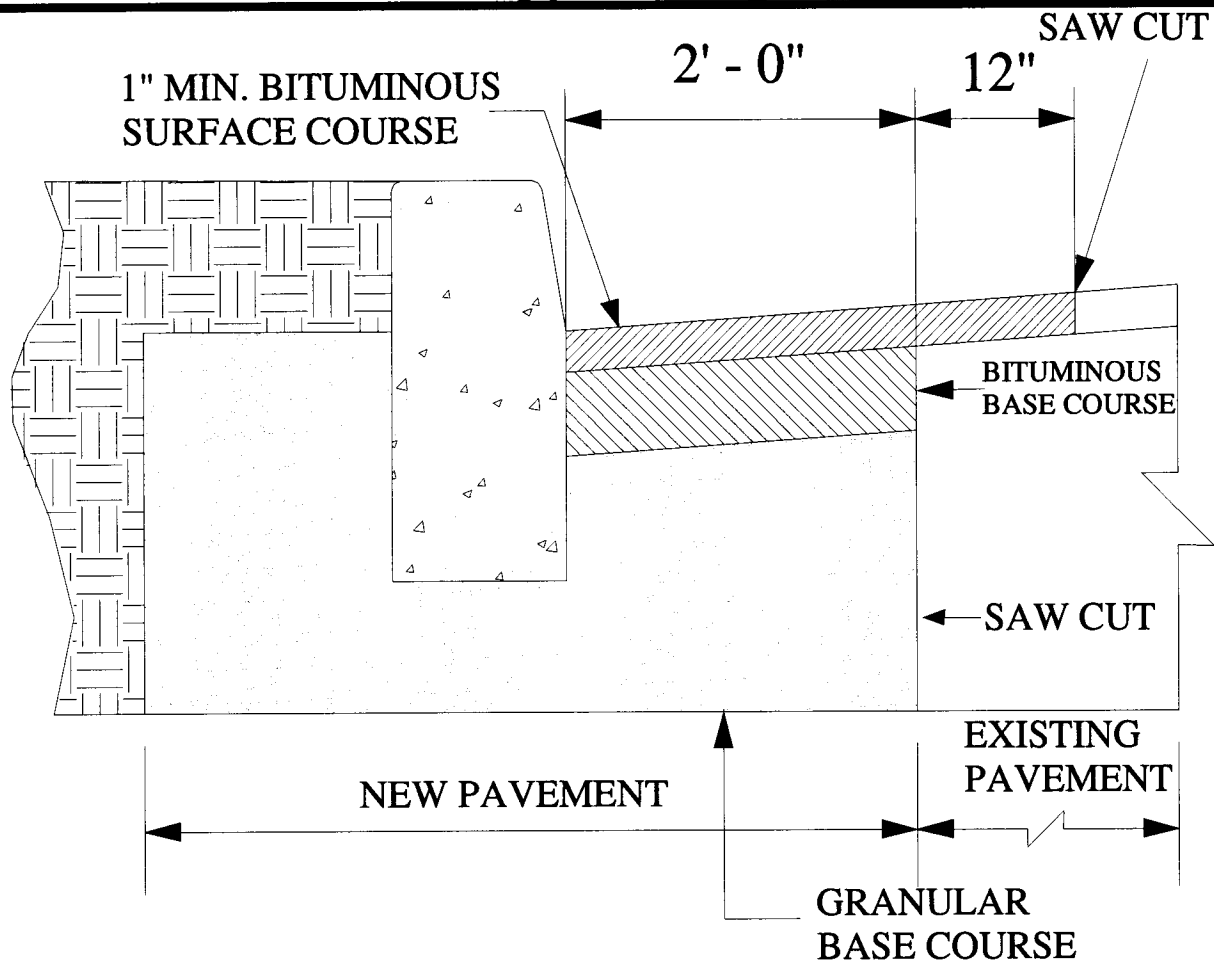 SAW CUT
2' - 0"
12"
1" MIN. BITUMINOUS
SURFACE COURSE
BITUMINOUS
BASE COURSE
SAW CUT
EXISTING
PAVEMENT
NEW PAVEMENT
GRANULAR
BASE COURSE